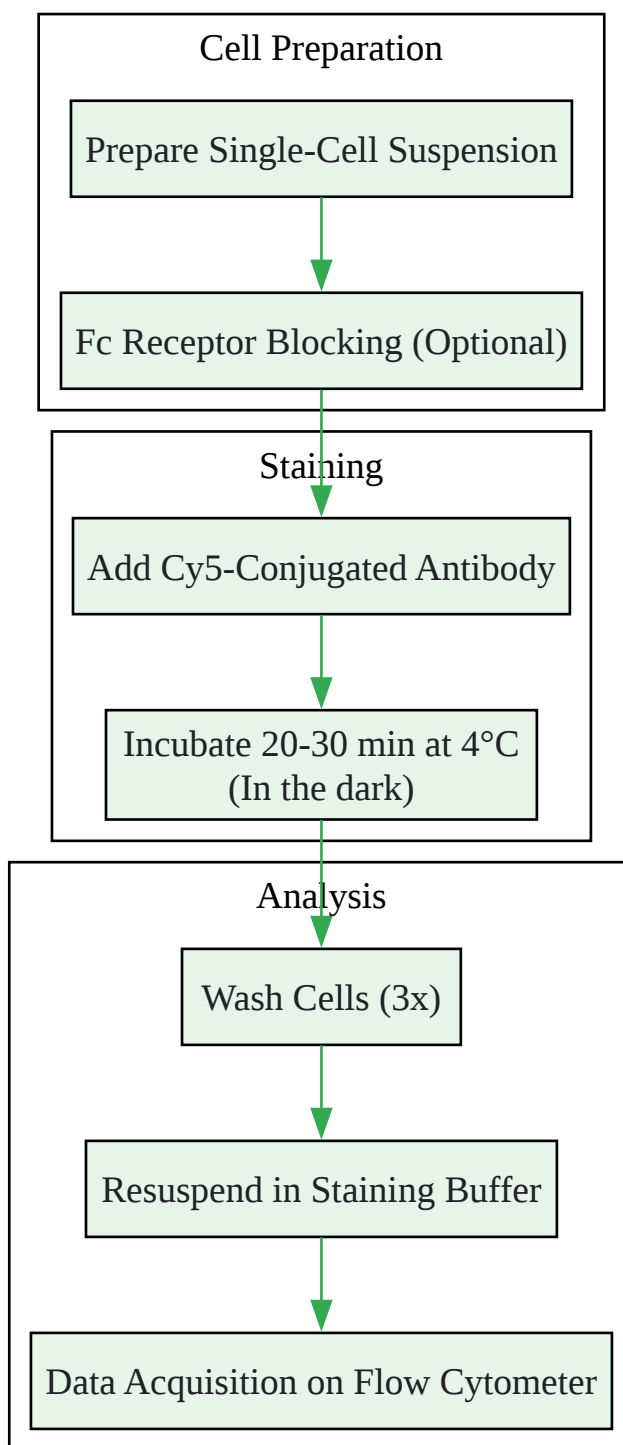 Cell Preparation
Prepare Single-Cell Suspension
Fc Receptor Blocking (Optional)
Staining
Add Cy5-Conjugated Antibody
Incubate 20-30 min at 4°C
(In the dark)
Analysis
Wash Cells (3x)
Resuspend in Staining Buffer
Data Acquisition on Flow Cytometer